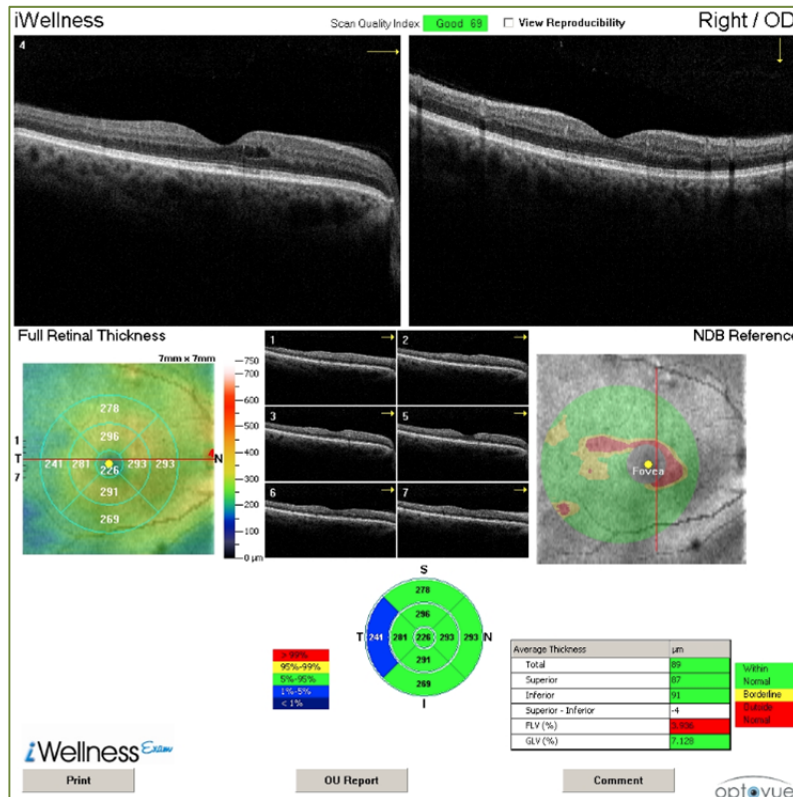 iWellness Scan Quality Index Good 69 View Reproducibility Right / OD
4
Full Retinal Thickness NDB Reference
7mm x 7mm
750
700
600
500
400
300
200
100
0 µm
278
296
241 281 226 293 293
291
269
1
T
7
4
N
1 2
3 5
6 7
Fovea
S
278
296
T 241 281 226 293 293 N
291
269
I
> 99%
95%-99%
5%-95%
1%-5%
< 1%
Average Thickness µm
Total 89
Superior 87
Inferior 91
Superior - Inferior -4
FLV (%)
GLV (%) 7.128
Within
Normal
Borderline
Outside
Normal
iWellness Exam
Print OU Report Comment
optovue